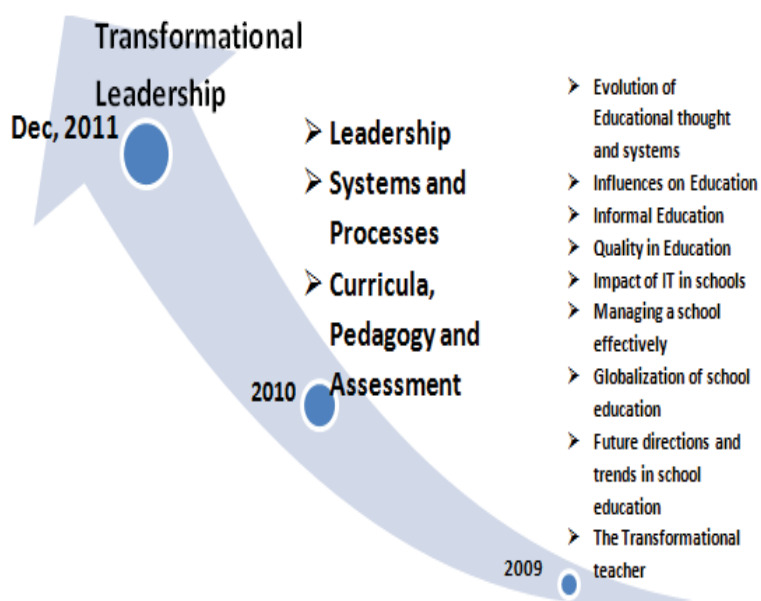 Transformational
Leadership
Dec, 2011
➢ Leadership
➢ Systems and
Processes
➢ Curricula,
Pedagogy and
Assessment
2010
➢ Evolution of
Educational thought
and systems
➢ Influences on Education
➢ Informal Education
➢ Quality in Education
➢ Impact of IT in schools
➢ Managing a school
effectively
➢ Globalization of school
education
➢ Future directions and
trends in school
education
➢ The Transformational
teacher
2009